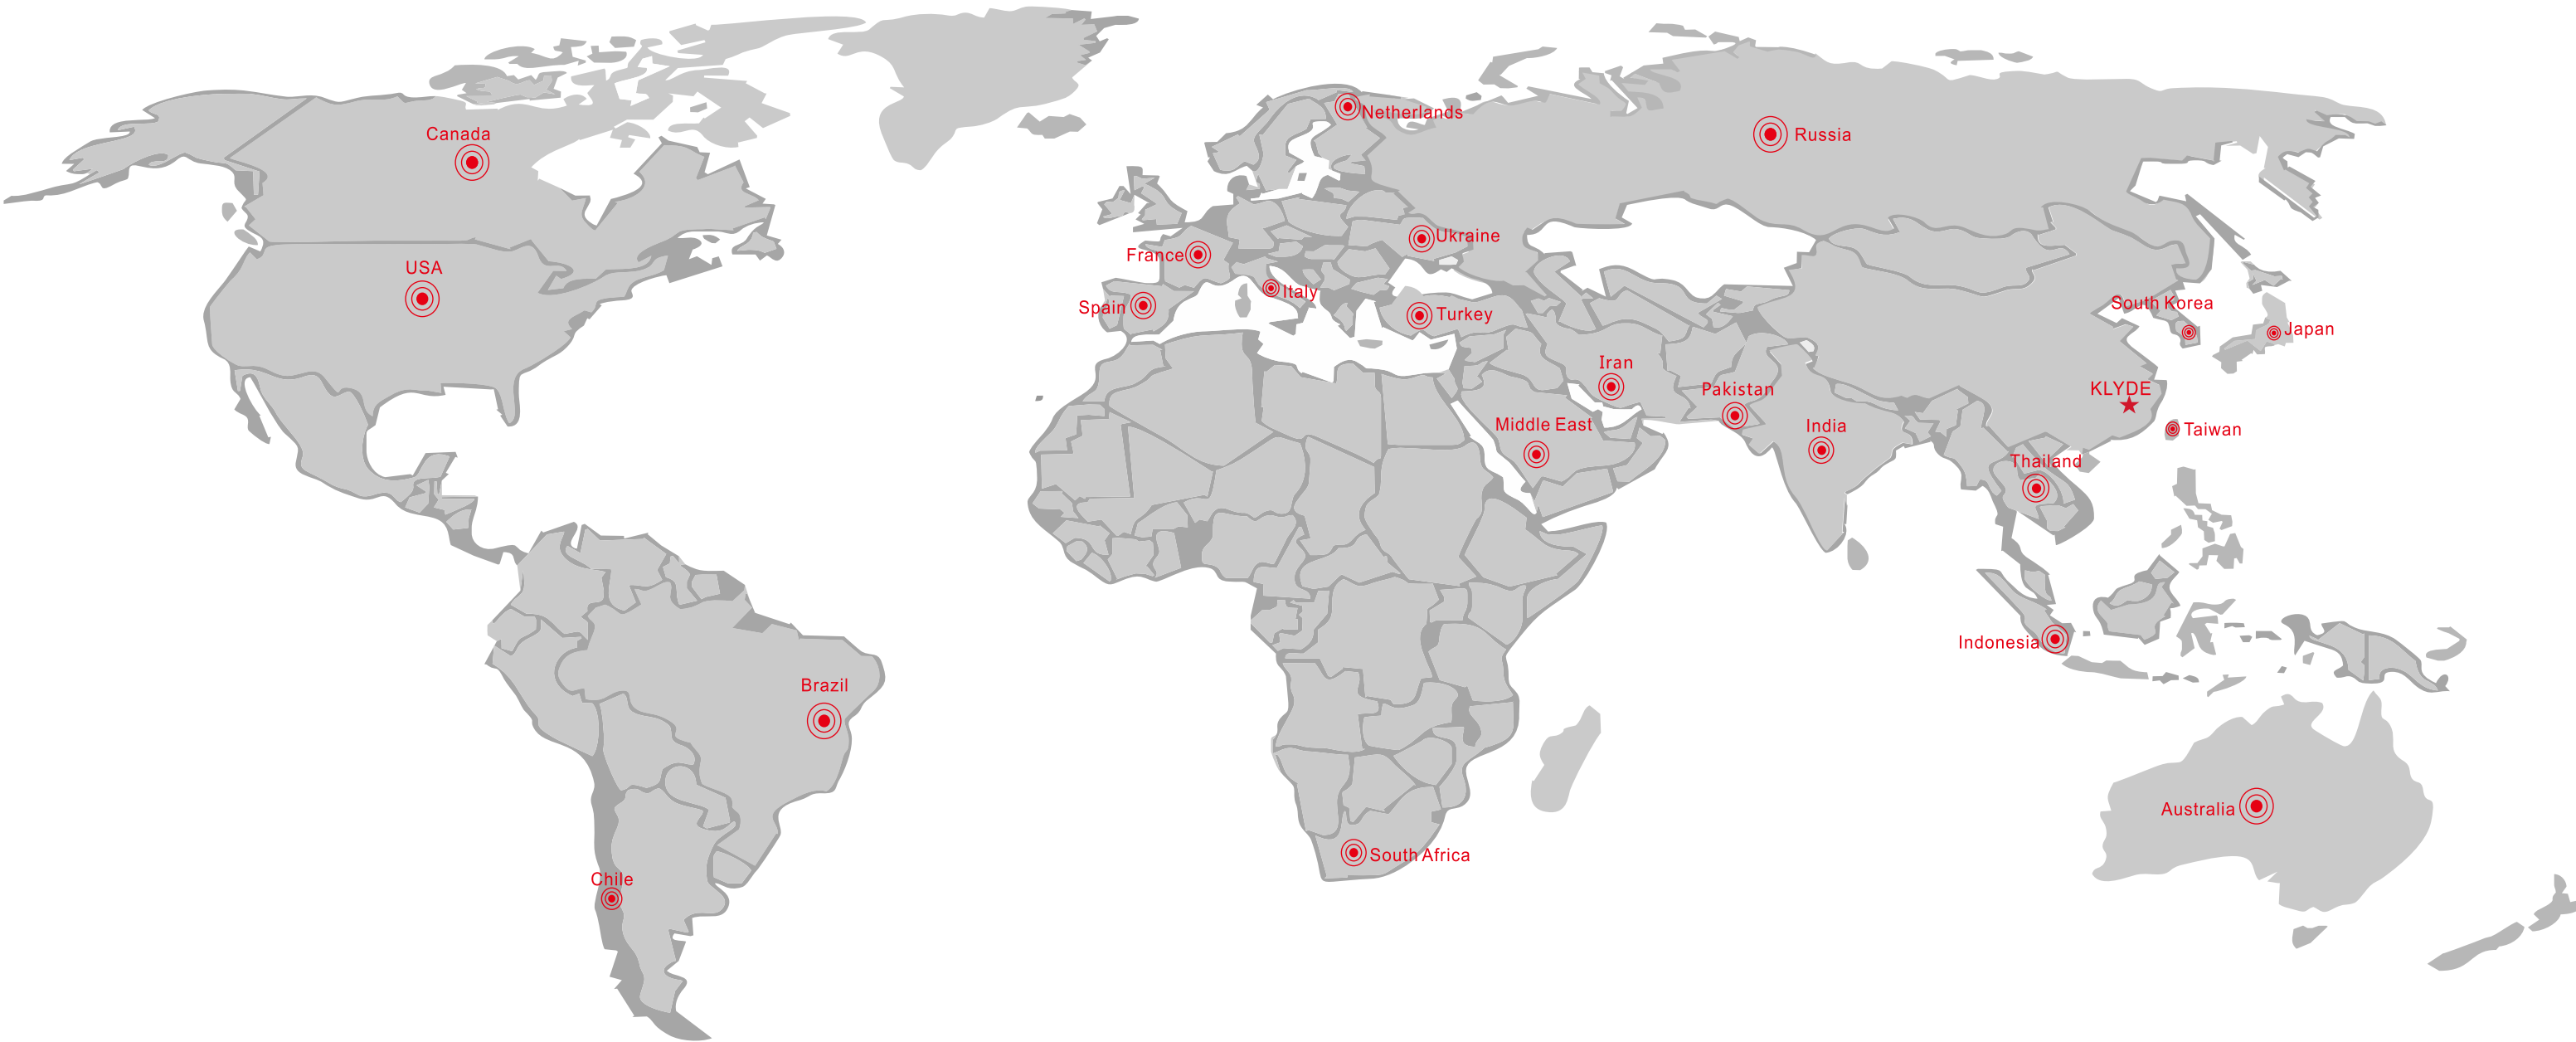 Netherlands
Canada
Russia
Ukraine
France
USA
Italy
Spain
Turkey
South Korea
Japan
Iran
Pakistan
KLYDE
Middle East
India
Taiwan
Thailand
Indonesia
Brazil
Australia
South Africa
Chile